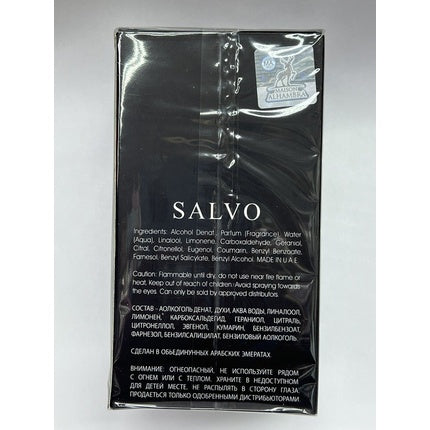 MAISON
ALHAMBRA
SALVO
Ingredients: Alcohol Denat., Parfum (Fragrance), Water
(Aqua), Linalool, Limonene, Carboxaldehyde, Geraniol,
Citral, Citronellol, Eugenol, Coumarin, Benzyl Benzoate,
Farnesol, Benzyl Salicylate, Benzyl Alcohol. MADE IN U.A.E
Caution: Flammable until dry, do not use near fire flame or
heat. Keep out of reach of children. Avoid spraying towards
the eyes. Can only be sold by approved distributors
СОСТАВ - АОЛКОГОЛЬ ДЕНАТ, ДУХИ, АКВА ВОДЫ, ЛИНАЛООЛ,
ЛИМОНЕН, КАРБОКСАЛЬДЕГИД, ГЕРАНИОЛ, ЦИТРАЛЬ,
ЦИТРОНЕЛЛОЛ, ЭВГЕНОЛ, КУМАРИН, БЕНЗИЛБЕНЗОАТ,
ФАРНЕЗОЛ, БЕНЗИЛСАЛИЦИЛАТ, БЕНЗИЛОВЫЙ АЛКОГОЛЬ.
СДЕЛАН В ОБЪЕДИНУННЫХ АРАБСКИХ ЭМЕРАТАХ
ВНИМАНИЕ: ОГНЕОПАСНЫЙ, НЕ ИСПОЛЬЗУЙТЕ РЯДОМ
С ОГНЕМ ИЛИ С ТЕПЛОМ. ХРАНИТЕ В НЕДОСТУПНОМ
ДЛЯ ДЕТЕЙ МЕСТЕ. НЕ РАСПЫЛЯТЬ В СТОРОНУ ГЛАЗА
ПРОДАЕТСЯ ТОЛЬКО ОДОБРЕННЫМИ ДИСТРИБЬЮТОРАМИ